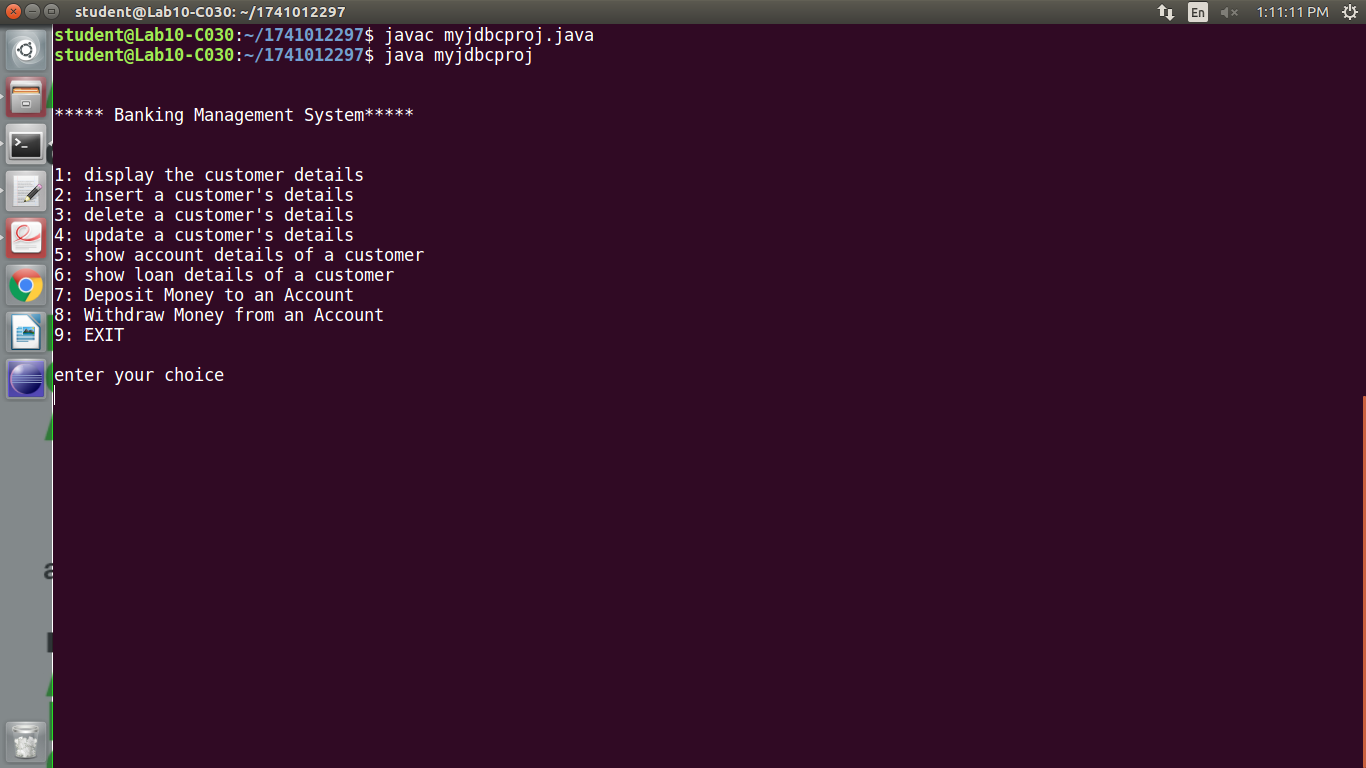 student@Lab10-C030: ~/1741012297
En
1:11:11 PM
student@Lab10-C030:~/1741012297$ javac myjdbcproj.java
student@Lab10-C030:~/1741012297$ java myjdbcproj
***** Banking Management System*****
1: display the customer details
2: insert a customer's details
3: delete a customer's details
4: update a customer's details
5: show account details of a customer
6: show loan details of a customer
7: Deposit Money to an Account
8: Withdraw Money from an Account
9: EXIT
enter your choice